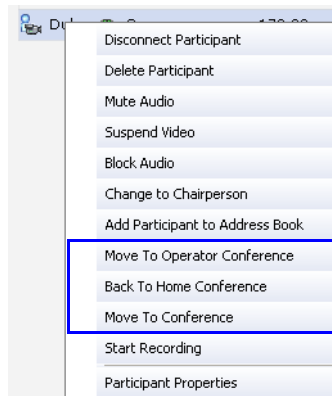 Disconnect Participant
Delete Participant
Mute Audio
Suspend Video
Block Audio
Change to Chairperson
Add Participant to Address Book
Move To Operator Conference
Back To Home Conference
Move To Conference
Start Recording
Participant Properties